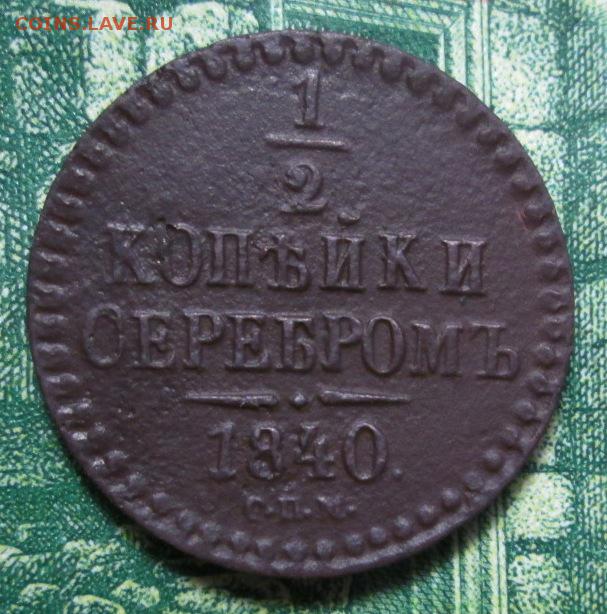 COINS.LAVE.RU
1
2
КОПѢЙКИ
СЕРЕБРОМЪ
1840.
С.П.М.